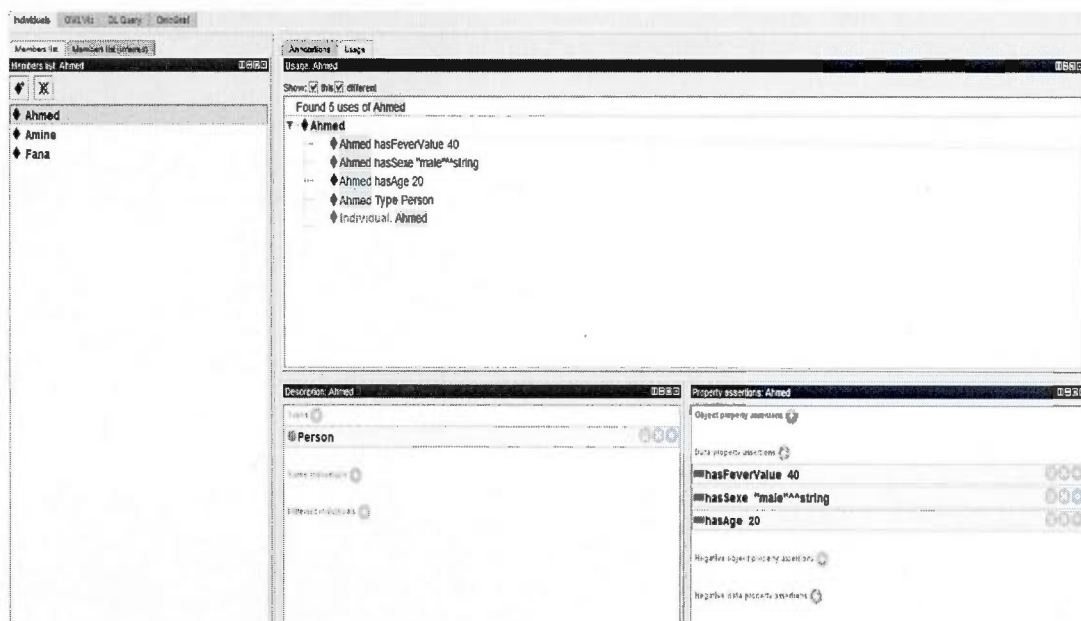 Individuals OWLViz DL Query OntoGraf
Members list Members list (inferred)
Members list: Ahmed
Ahmed
Amine
Fana
Annotations Usage
Usage: Ahmed
Show: this different
Found 5 uses of Ahmed
Ahmed
Ahmed hasFeverValue 40
Ahmed hasSexe "male"^^string
Ahmed hasAge 20
Ahmed Type Person
Individual: Ahmed
Description: Ahmed
Types
Person
Same individuals
Different individuals
Property assertions: Ahmed
Object property assertions
Data property assertions
hasFeverValue 40
hasSexe "male"^^string
hasAge 20
Negative object property assertions
Negative data property assertions